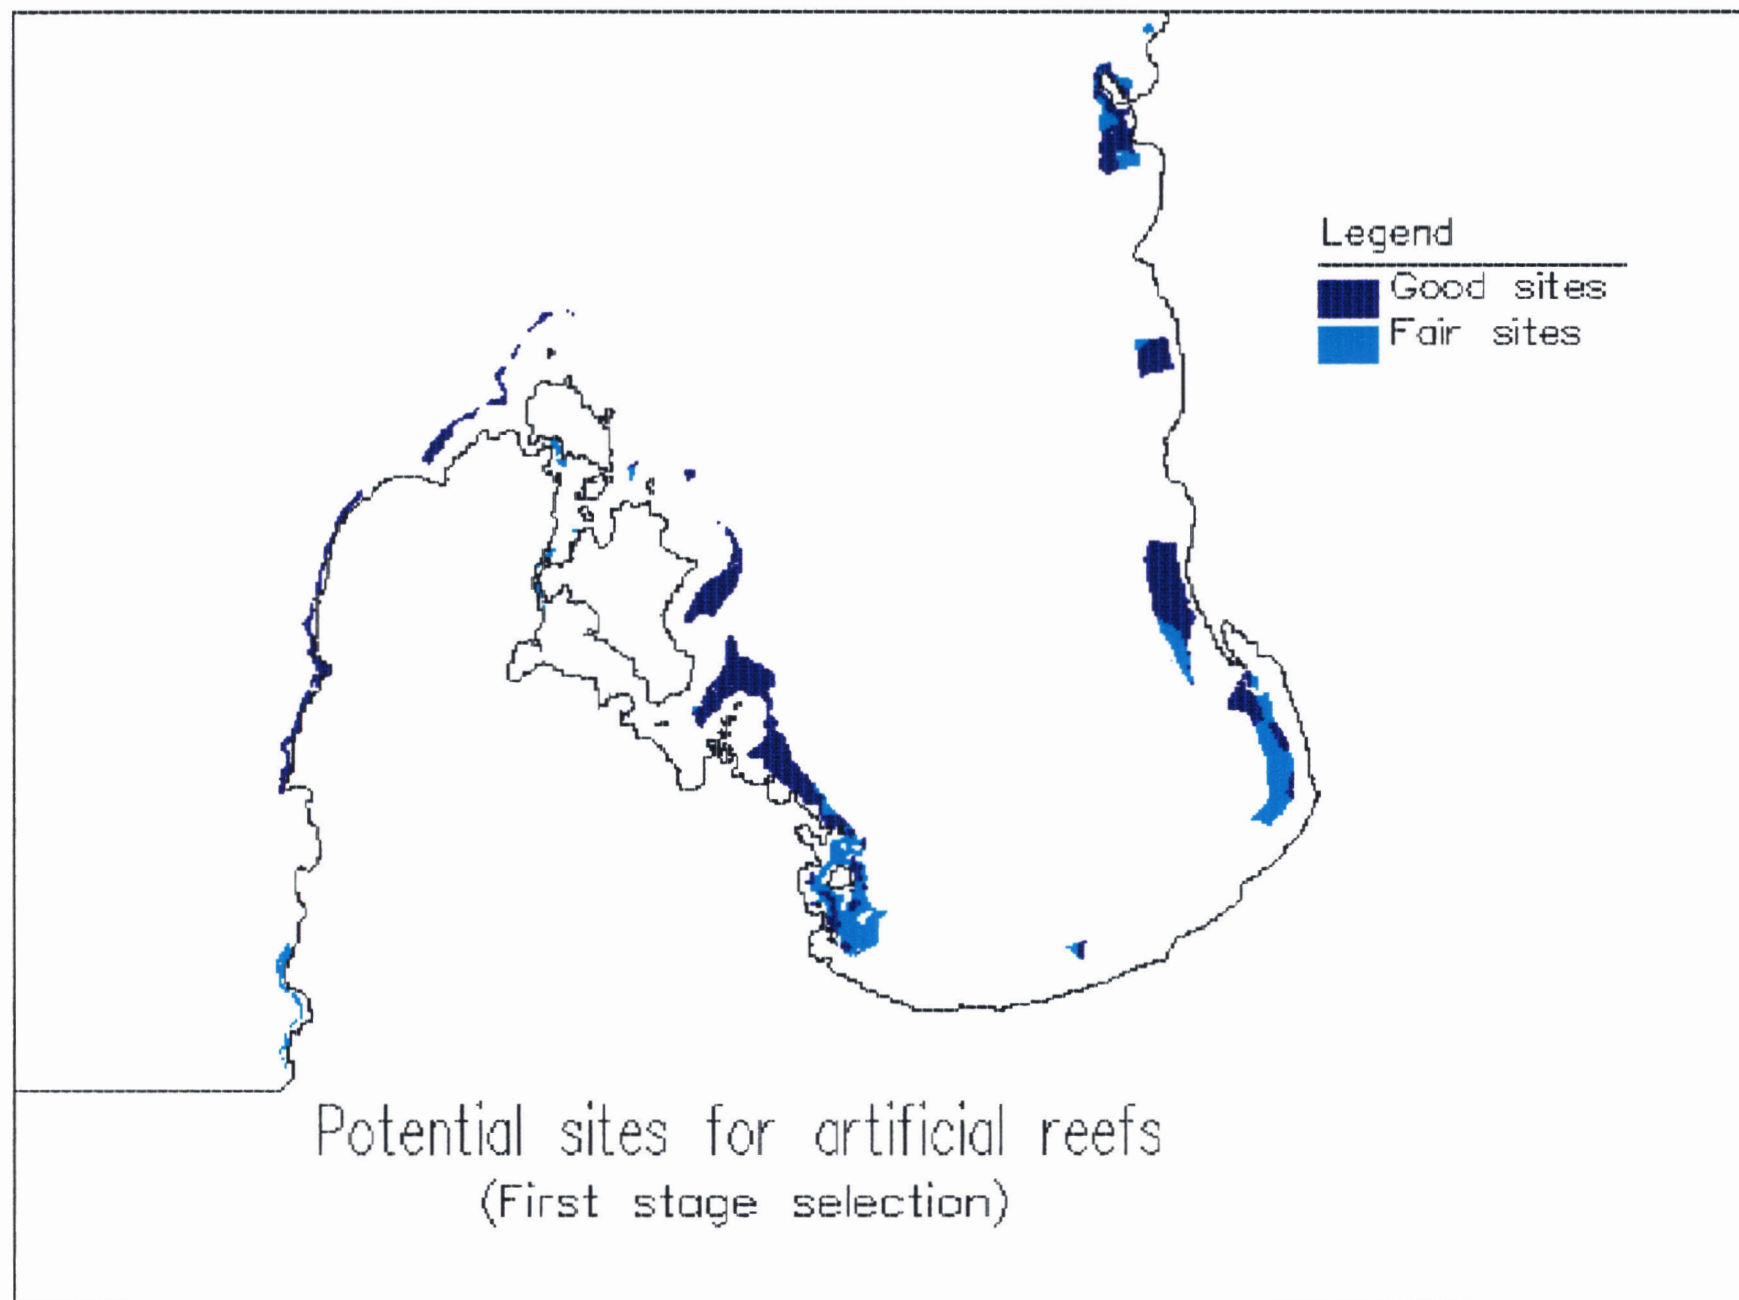 Legend
Good sites
Fair sites
Potential sites for artificial reefs
(First stage selection)